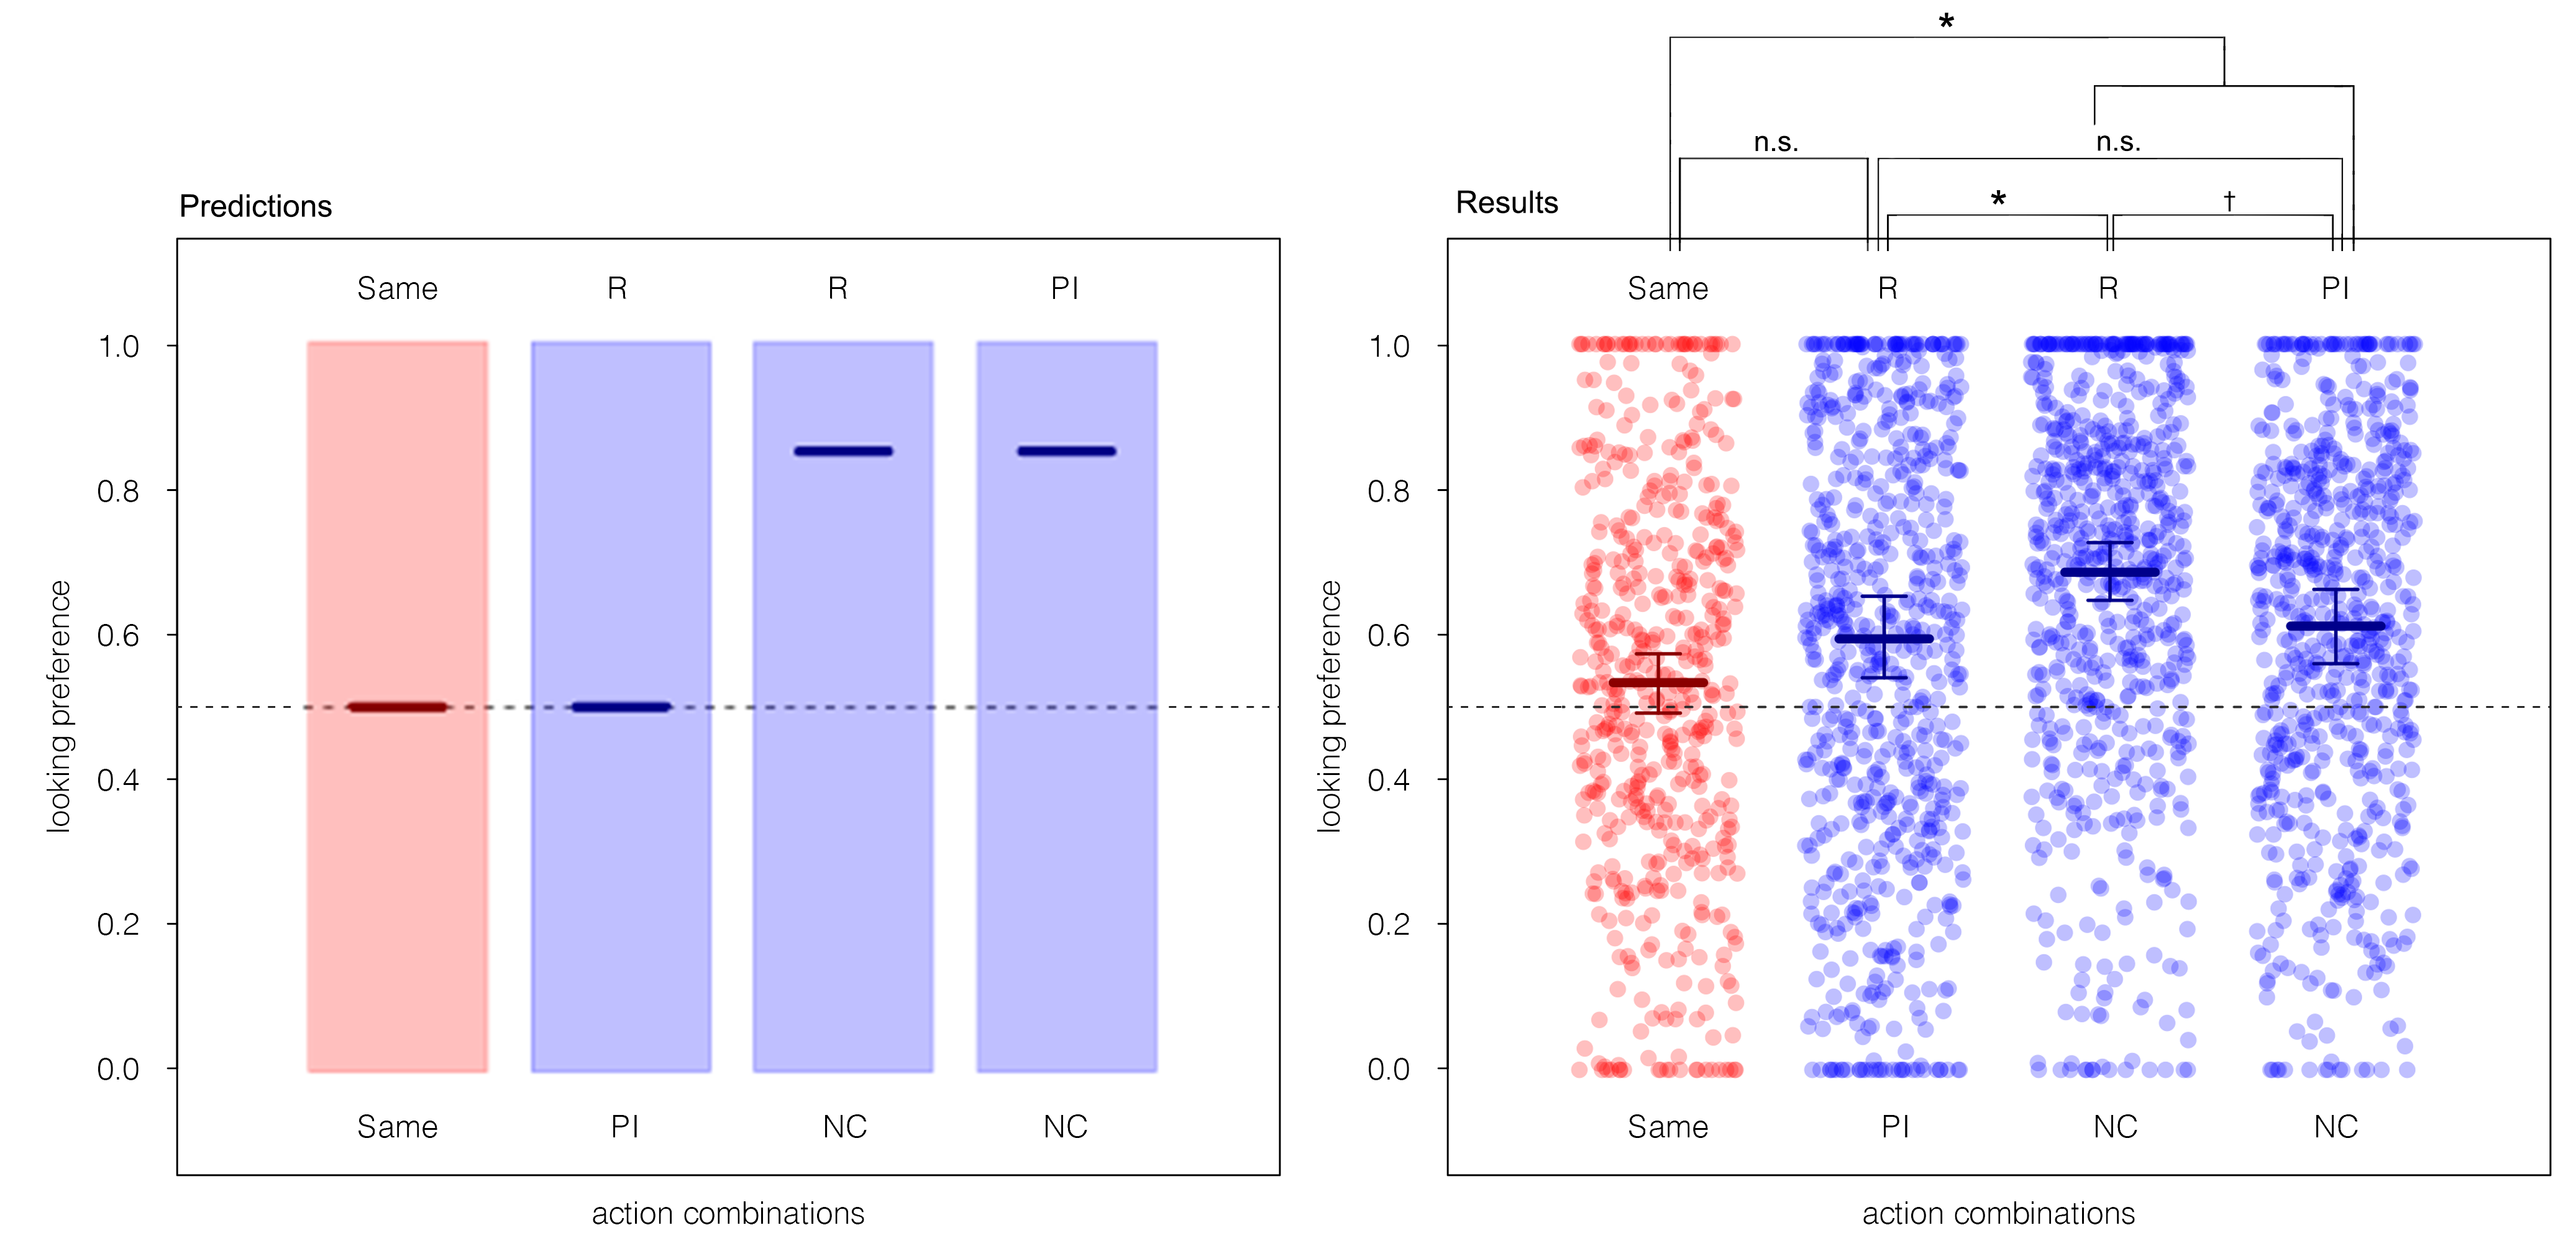 Predictions
Same R R PI
1.0
0.8
0.6
0.4
0.2
0.0
looking preference
Same PI NC NC
action combinations
*
n.s. n.s.
* †
Results
Same R R PI
1.0
0.8
0.6
0.4
0.2
0.0
looking preference
Same PI NC NC
action combinations